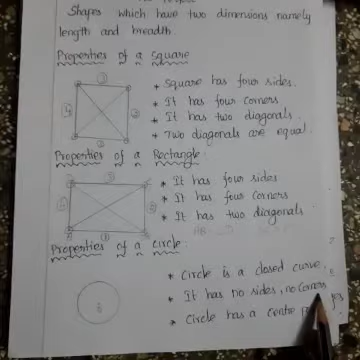 Shapes which have two dimensions namely
length and breadth
Properties of a square
* Square has four sides.
* It has four corners
* It has two diagonals.
* Two diagonals are equal.
Properties of a Rectangle:
* It has four sides
* It has four corners
* It has two diagonals.
Properties of a circle:
* Circle is a closed curve.
* It has no sides, no corners
* Circle has a centre